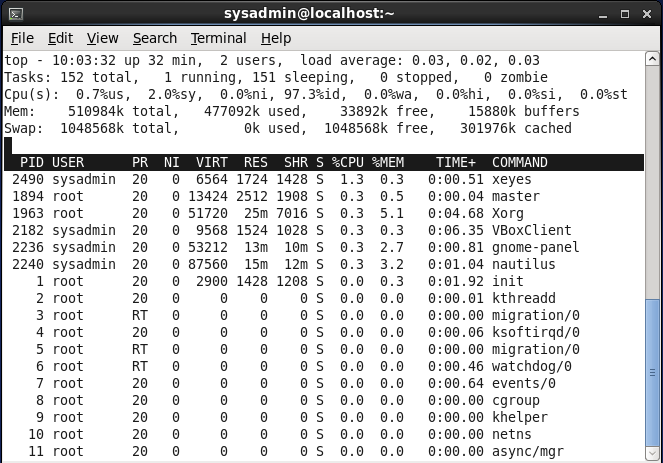 sysadmin@localhost:~
File Edit View Search Terminal Help
top - 10:03:32 up 32 min,  2 users,  load average: 0.03, 0.02, 0.03
Tasks: 152 total,   1 running, 151 sleeping,   0 stopped,   0 zombie
Cpu(s):  0.7%us,  2.0%sy,  0.0%ni, 97.3%id,  0.0%wa,  0.0%hi,  0.0%si,  0.0%st
Mem:    510984k total,   477092k used,    33892k free,    15880k buffers
Swap:  1048568k total,        0k used,  1048568k free,   301976k cached
  PID USER      PR  NI  VIRT  RES  SHR S %CPU %MEM    TIME+  COMMAND
 2490 sysadmin  20   0  6564 1724 1428 S  1.3  0.3   0:00.51 xeyes
 1894 root      20   0 13424 2512 1908 S  0.3  0.5   0:00.04 master
 1963 root      20   0 51720  25m 7016 S  0.3  5.1   0:04.68 Xorg
 2182 sysadmin  20   0  9568 1524 1028 S  0.3  0.3   0:06.35 VBoxClient
 2236 sysadmin  20   0 53212  13m  10m S  0.3  2.7   0:00.81 gnome-panel
 2240 sysadmin  20   0 87560  15m  12m S  0.3  3.2   0:01.04 nautilus
    1 root      20   0  2900 1428 1208 S  0.0  0.3   0:01.92 init
    2 root      20   0     0    0    0 S  0.0  0.0   0:00.01 kthreadd
    3 root      RT   0     0    0    0 S  0.0  0.0   0:00.00 migration/0
    4 root      20   0     0    0    0 S  0.0  0.0   0:00.06 ksoftirqd/0
    5 root      RT   0     0    0    0 S  0.0  0.0   0:00.00 migration/0
    6 root      RT   0     0    0    0 S  0.0  0.0   0:00.46 watchdog/0
    7 root      20   0     0    0    0 S  0.0  0.0   0:00.64 events/0
    8 root      20   0     0    0    0 S  0.0  0.0   0:00.00 cgroup
    9 root      20   0     0    0    0 S  0.0  0.0   0:00.00 khelper
   10 root      20   0     0    0    0 S  0.0  0.0   0:00.00 netns
   11 root      20   0     0    0    0 S  0.0  0.0   0:00.00 async/mgr